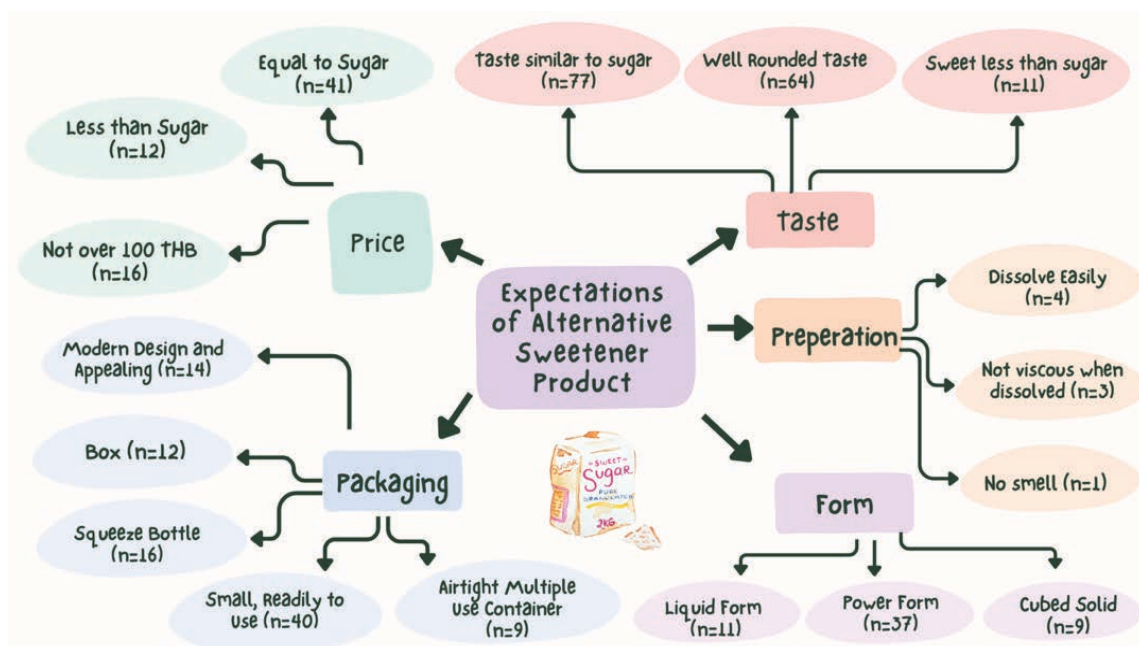 Equal to Sugar
(n=41)
Less than Sugar
(n=12)
Not over 100 THB
(n=16)
Price
Taste similar to sugar
(n=77)
Well Rounded Taste
(n=64)
Sweet less than sugar
(n=11)
Taste
Expectations
of Alternative
Sweetener
Product
Preperation
Dissolve Easily
(n=4)
Not viscous when
dissolved (n=3)
No smell (n=1)
Modern Design and
Appealing (n=14)
Box (n=12)
Squeeze Bottle
(n=16)
Packaging
Small, Readily to
use (n=40)
Airtight Multiple
Use Container
(n=9)
SUGAR
SWEET
Sugar
PURE
2KG
Form
Liquid Form
(n=11)
Power Form
(n=37)
Cubed Solid
(n=9)